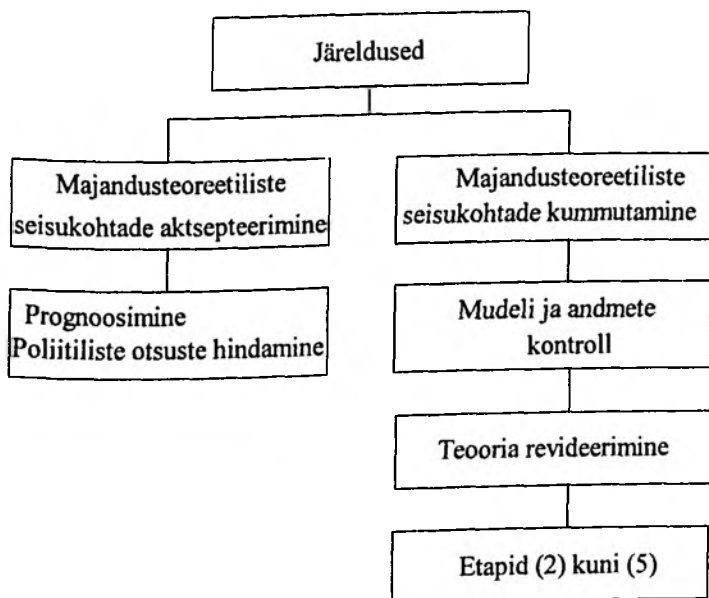 Järeldused
Majandusteoreetiliste
seisukohtade aktsepteerimine
Majandusteoreetiliste
seisukohtade kummutamine
Prognoosimine
Poliitiliste otsuste hindamine
Mudeli ja andmete
kontroll
Teooria revideerimine
Etapid (2) kuni (5)